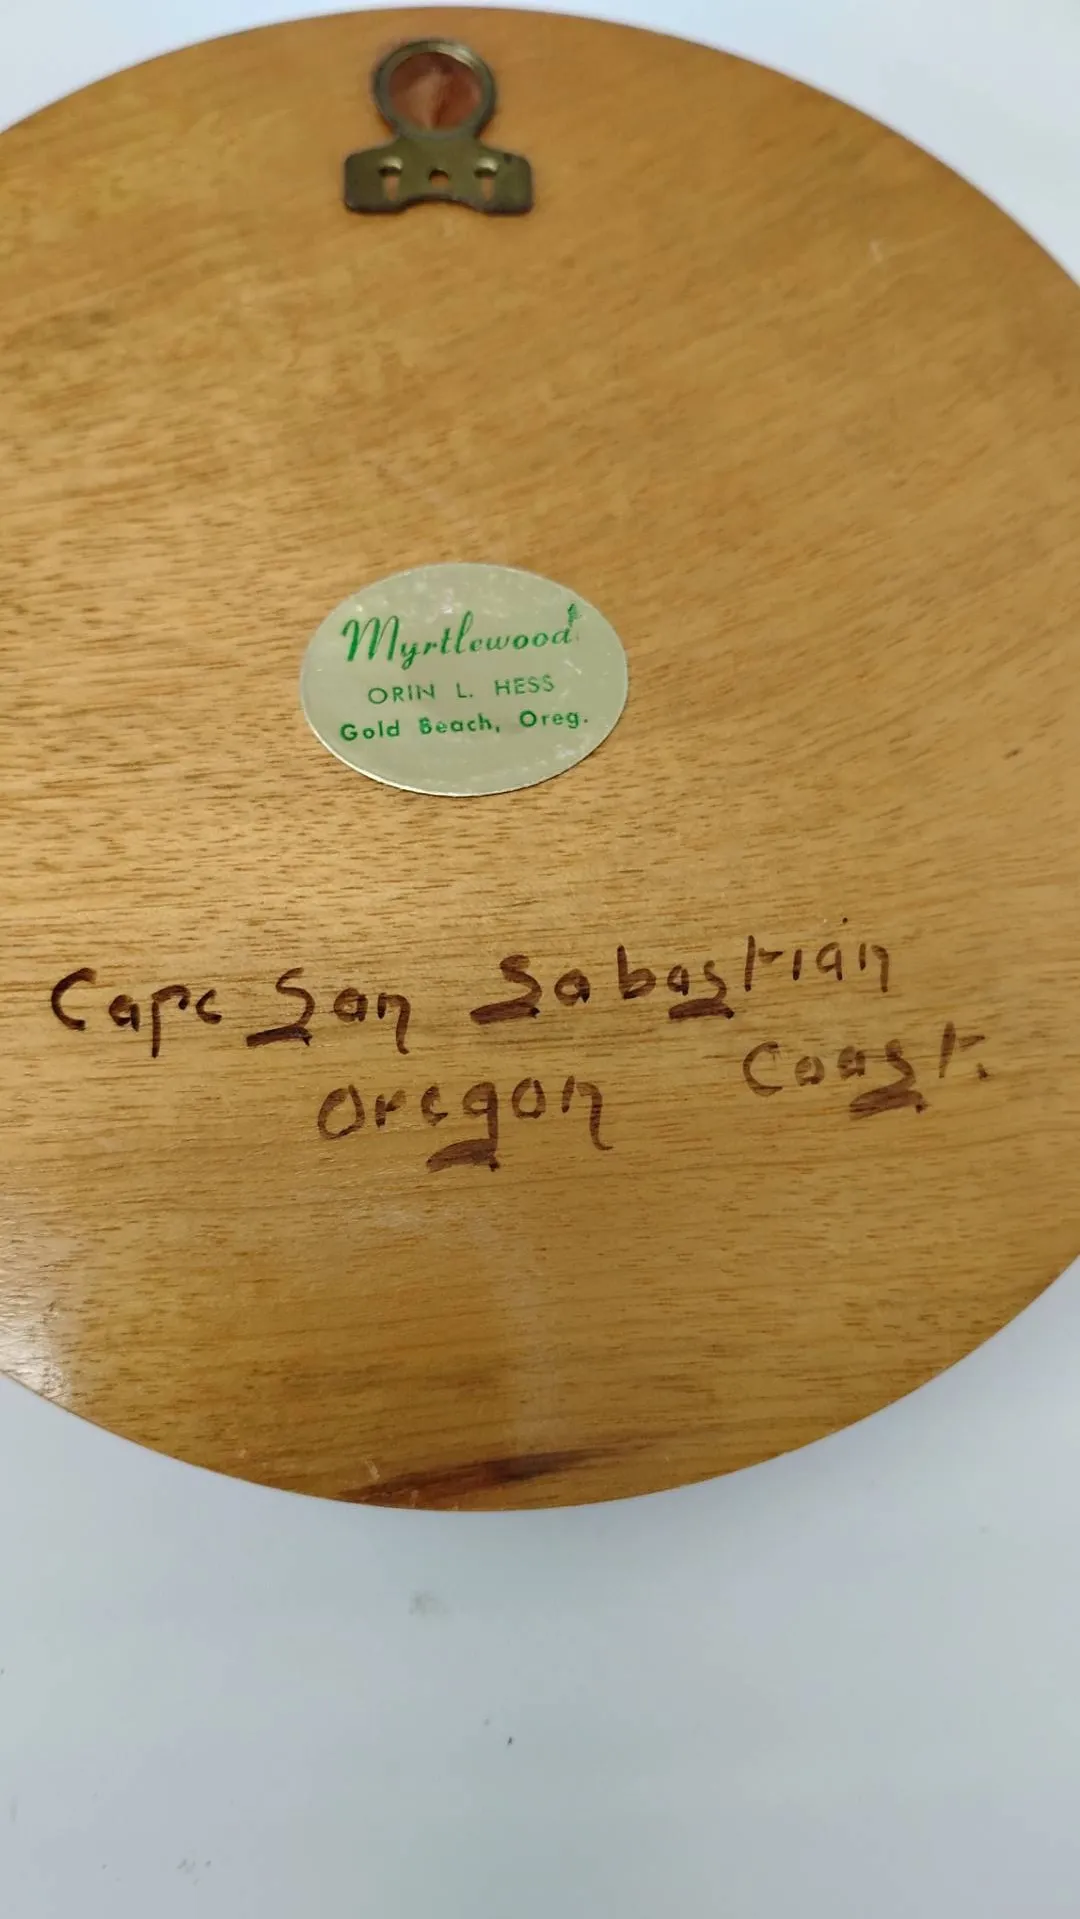 Myrtlewood
ORIN L. HESS
Gold Beach, Oreg.
Cape San Sabastian
Oregon Coast.